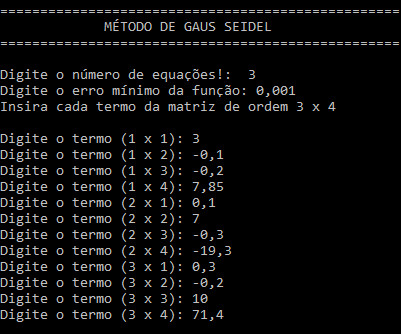 ==================================================
MÉTODO DE GAUS SEIDEL
==================================================
Digite o número de equações!:  3
Digite o erro mínimo da função: 0,001
Insira cada termo da matriz de ordem 3 x 4
Digite o termo (1 x 1): 3
Digite o termo (1 x 2): -0,1
Digite o termo (1 x 3): -0,2
Digite o termo (1 x 4): 7,85
Digite o termo (2 x 1): 0,1
Digite o termo (2 x 2): 7
Digite o termo (2 x 3): -0,3
Digite o termo (2 x 4): -19,3
Digite o termo (3 x 1): 0,3
Digite o termo (3 x 2): -0,2
Digite o termo (3 x 3): 10
Digite o termo (3 x 4): 71,4